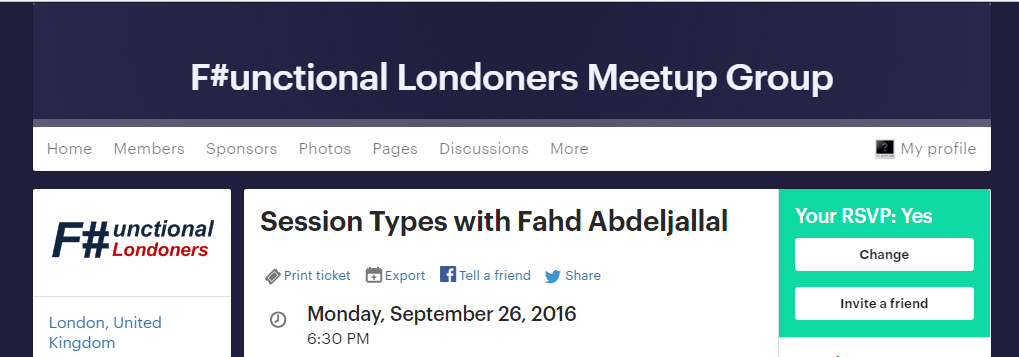 F#unctional Londoners Meetup Group
Home Members Sponsors Photos Pages Discussions More My profile
F#unctional
Londoners
London, United
Kingdom
Session Types with Fahd Abdeljallal
Print ticket Export Tell a friend Share
Monday, September 26, 2016
6:30 PM
Your RSVP: Yes
Change
Invite a friend